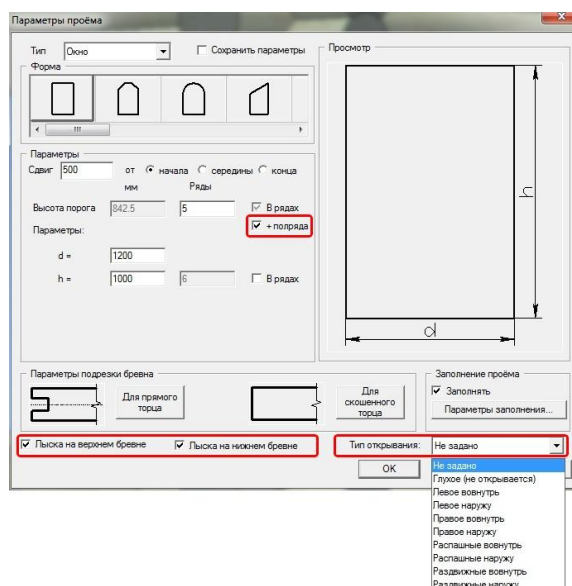 Параметры проёма
Тип Окно Сохранить параметры
Форма
Просмотр
Параметры
Сдвиг 500 от начала середины конца
мм Ряды
Высота порога 842.5 5 В рядах
Параметры: + полряда
d = 1200
h = 1000 6 В рядах
h
d
Параметры подрезки бревна
Для прямого торца
Для скошенного торца
Заполнение проёма
Заполнять
Параметры заполнения...
Лыска на верхнем бревне Лыска на нижнем бревне Тип открывания: Не задано
OK
Не задано
Глухое (не открывается)
Левое вовнутрь
Левое наружу
Правое вовнутрь
Правое наружу
Распашные вовнутрь
Распашные наружу
Раздвижные вовнутрь
Раздвижные наружу